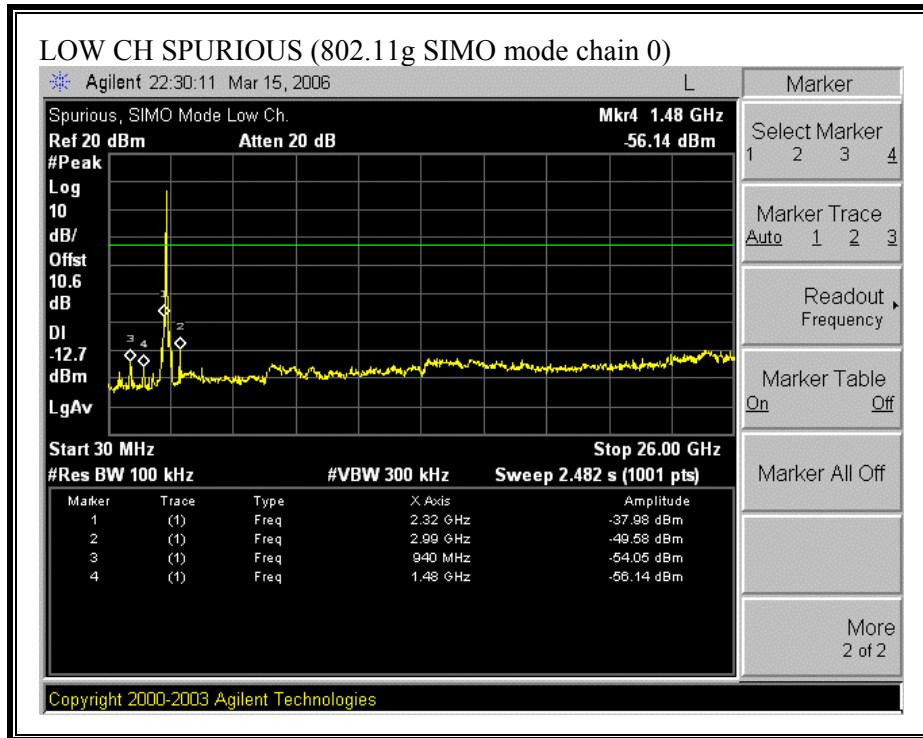 LOW CH SPURIOUS (802.11g SIMO mode chain 0)
Agilent 22:30:11 Mar 15, 2006 L
Marker
Spurious, SIMO Mode Low Ch. Mkr4 1.48 GHz
Ref 20 dBm Atten 20 dB -56.14 dBm
#Peak
Log
10
dB/
Offst
10.6
dB
DI
-12.7
dBm
LgAv
1
2
3
4
Start 30 MHz Stop 26.00 GHz
#Res BW 100 kHz #VBW 300 kHz Sweep 2.482 s (1001 pts)
Marker Trace Type X Axis Amplitude
1 (1) Freq 2.32 GHz -37.98 dBm
2 (1) Freq 2.99 GHz -49.58 dBm
3 (1) Freq 940 MHz -54.05 dBm
4 (1) Freq 1.48 GHz -56.14 dBm
Select Marker
1 2 3 4
Marker Trace
Auto 1 2 3
Readout
Frequency
Marker Table
On Off
Marker All Off
More
2 of 2
Copyright 2000-2003 Agilent Technologies